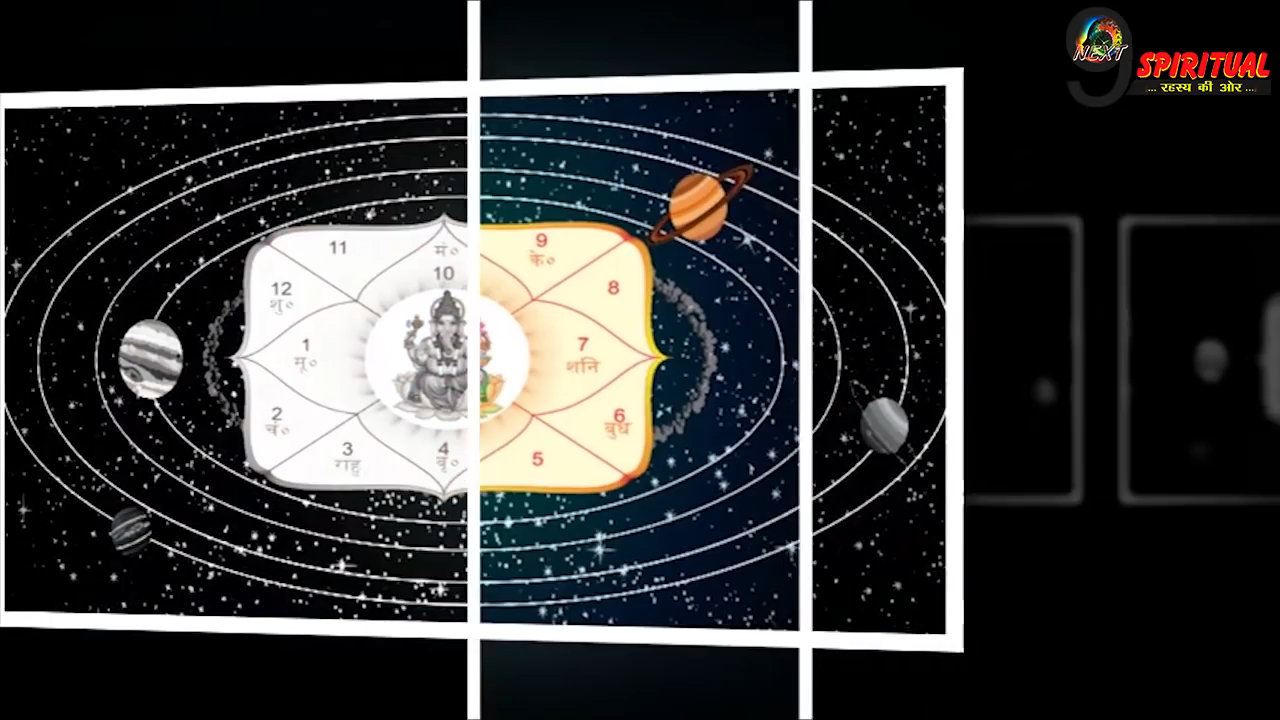 NEXT
9
SPIRITUAL
... रहस्य की ओर ...
11
मं०
10
9
के०
12
शु०
8
1
मू०
7
शनि
2
चं०
6
बुध
3
राहु
4
वृ०
5